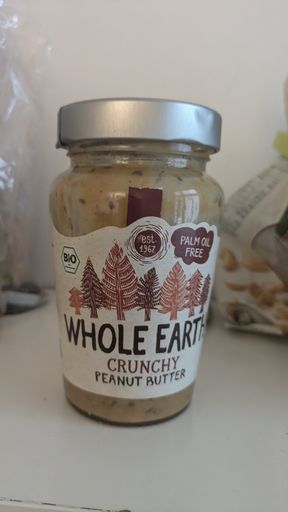 est.
1967
PALM OIL
FREE
BIO
WHOLE EARTH
CRUNCHY
PEANUT BUTTER